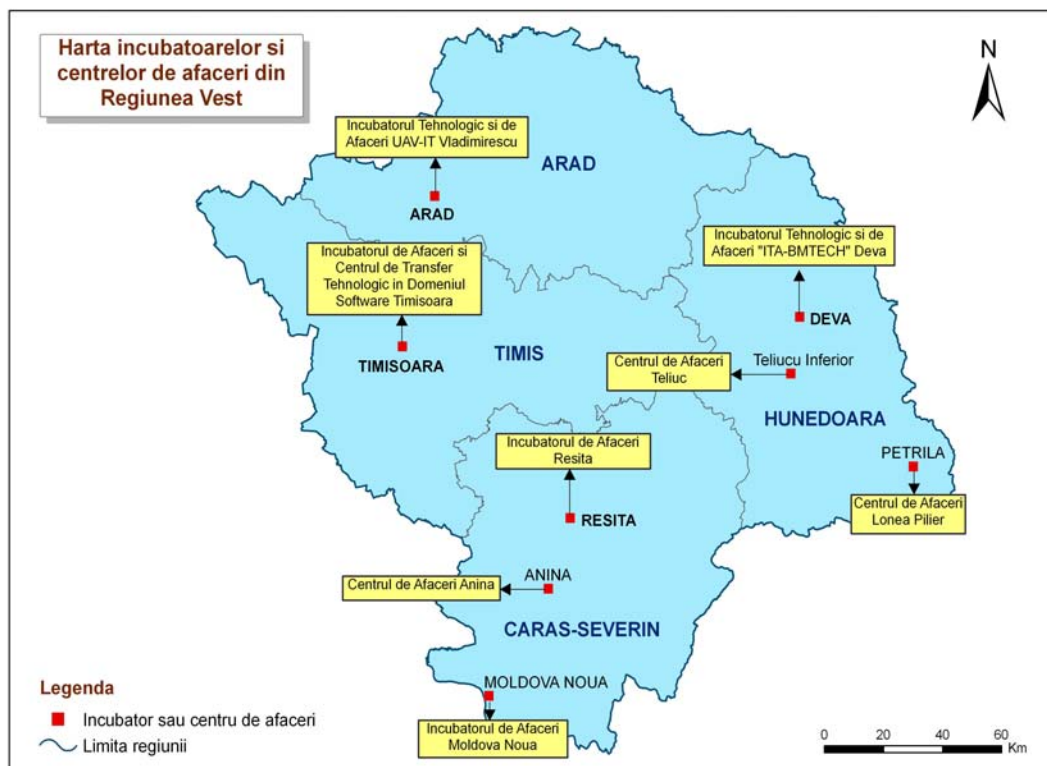 Harta incubatoarelor si
centrelor de afaceri din
Regiunea Vest
N
Incubatorul Tehnologic si de
Afaceri UAV-IT Vladimirescu
ARAD
ARAD
Incubatorul Tehnologic si de
Afaceri "ITA-BMTECH" Deva
Incubatorul de Afaceri si
Centrul de Transfer
Tehnologic in Domeniul
Software Timisoara
DEVA
TIMIS
TIMISOARA
Centrul de Afaceri
Teliuc
Teliucu Inferior
HUNEDOARA
Incubatorul de Afaceri
Resita
PETRILA
Centrul de Afaceri
Lonea Pilier
RESITA
ANINA
Centrul de Afaceri Anina
CARAS-SEVERIN
MOLDOVA NOUA
Incubatorul de Afaceri
Moldova Noua
Legenda
Incubator sau centru de afaceri
Limita regiunii
0 20 40 60
Km